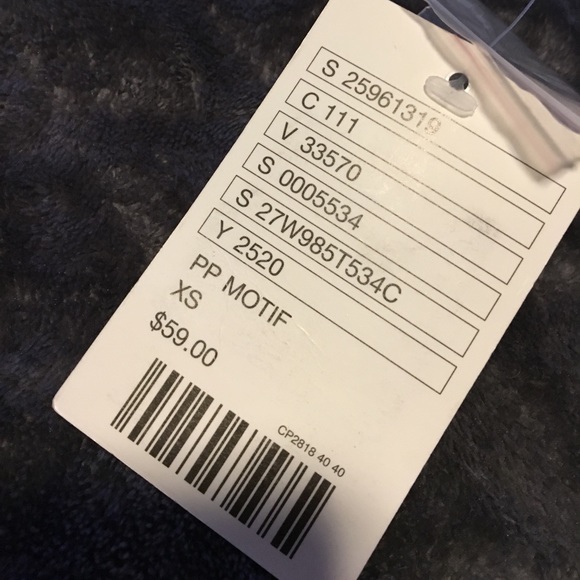 S 25961319
C 111
V 33570
S 0005534
S 27W985T534C
Y 2520
PP MOTIF
XS
$59.00
CP2818 40 40